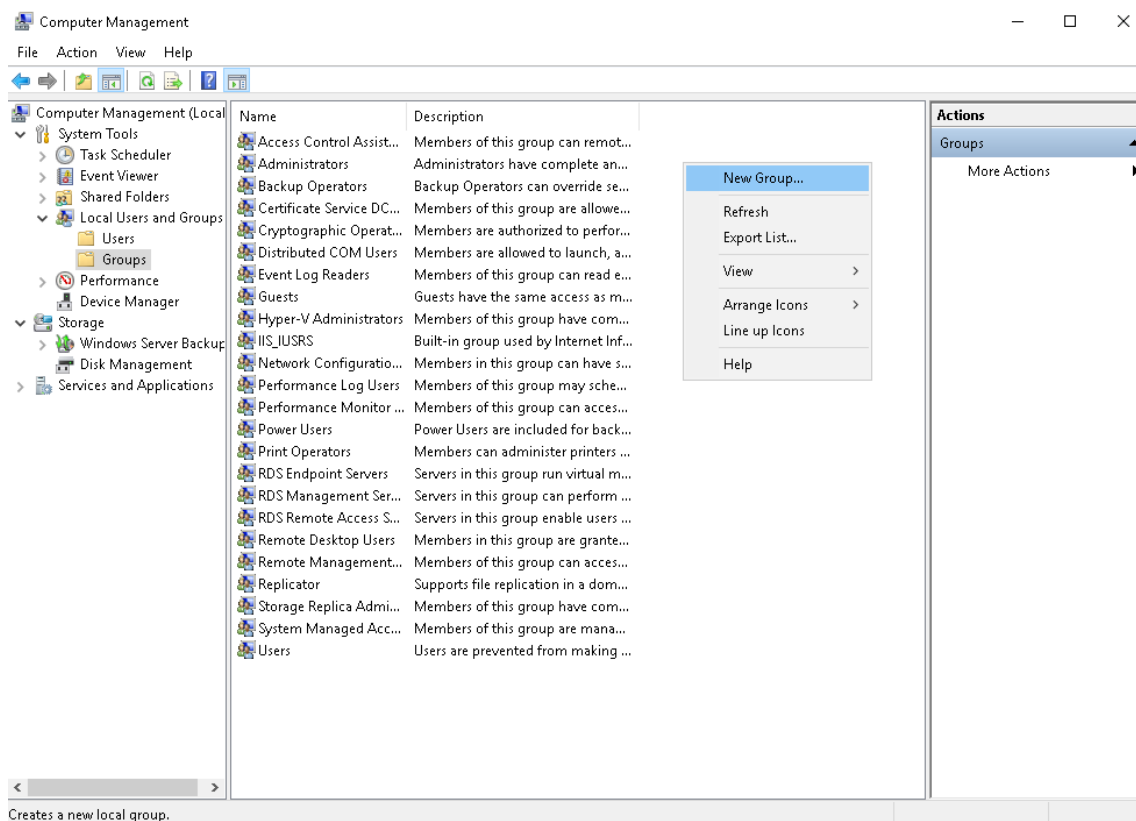 Computer Management
File Action View Help
Computer Management (Local
System Tools
Task Scheduler
Event Viewer
Shared Folders
Local Users and Groups
Users
Groups
Performance
Device Manager
Storage
Windows Server Backup
Disk Management
Services and Applications
Name Description
Access Control Assist... Members of this group can remot...
Administrators Administrators have complete an...
Backup Operators Backup Operators can override se...
Certificate Service DC... Members of this group are allowe...
Cryptographic Operat... Members are authorized to perfor...
Distributed COM Users Members are allowed to launch, a...
Event Log Readers Members of this group can read e...
Guests Guests have the same access as m...
Hyper-V Administrators Members of this group have com...
IIS_IUSRS Built-in group used by Internet Inf...
Network Configuratio... Members in this group can have s...
Performance Log Users Members of this group may sche...
Performance Monitor ... Members of this group can acces...
Power Users Power Users are included for back...
Print Operators Members can administer printers ...
RDS Endpoint Servers Servers in this group run virtual m...
RDS Management Ser... Servers in this group can perform ...
RDS Remote Access S... Servers in this group enable users ...
Remote Desktop Users Members in this group are grante...
Remote Management... Members of this group can acces...
Replicator Supports file replication in a dom...
Storage Replica Admi... Members of this group have com...
System Managed Acc... Members of this group are mana...
Users Users are prevented from making ...
New Group...
Refresh
Export List...
View
Arrange Icons
Line up Icons
Help
Actions
Groups
More Actions
Creates a new local group.